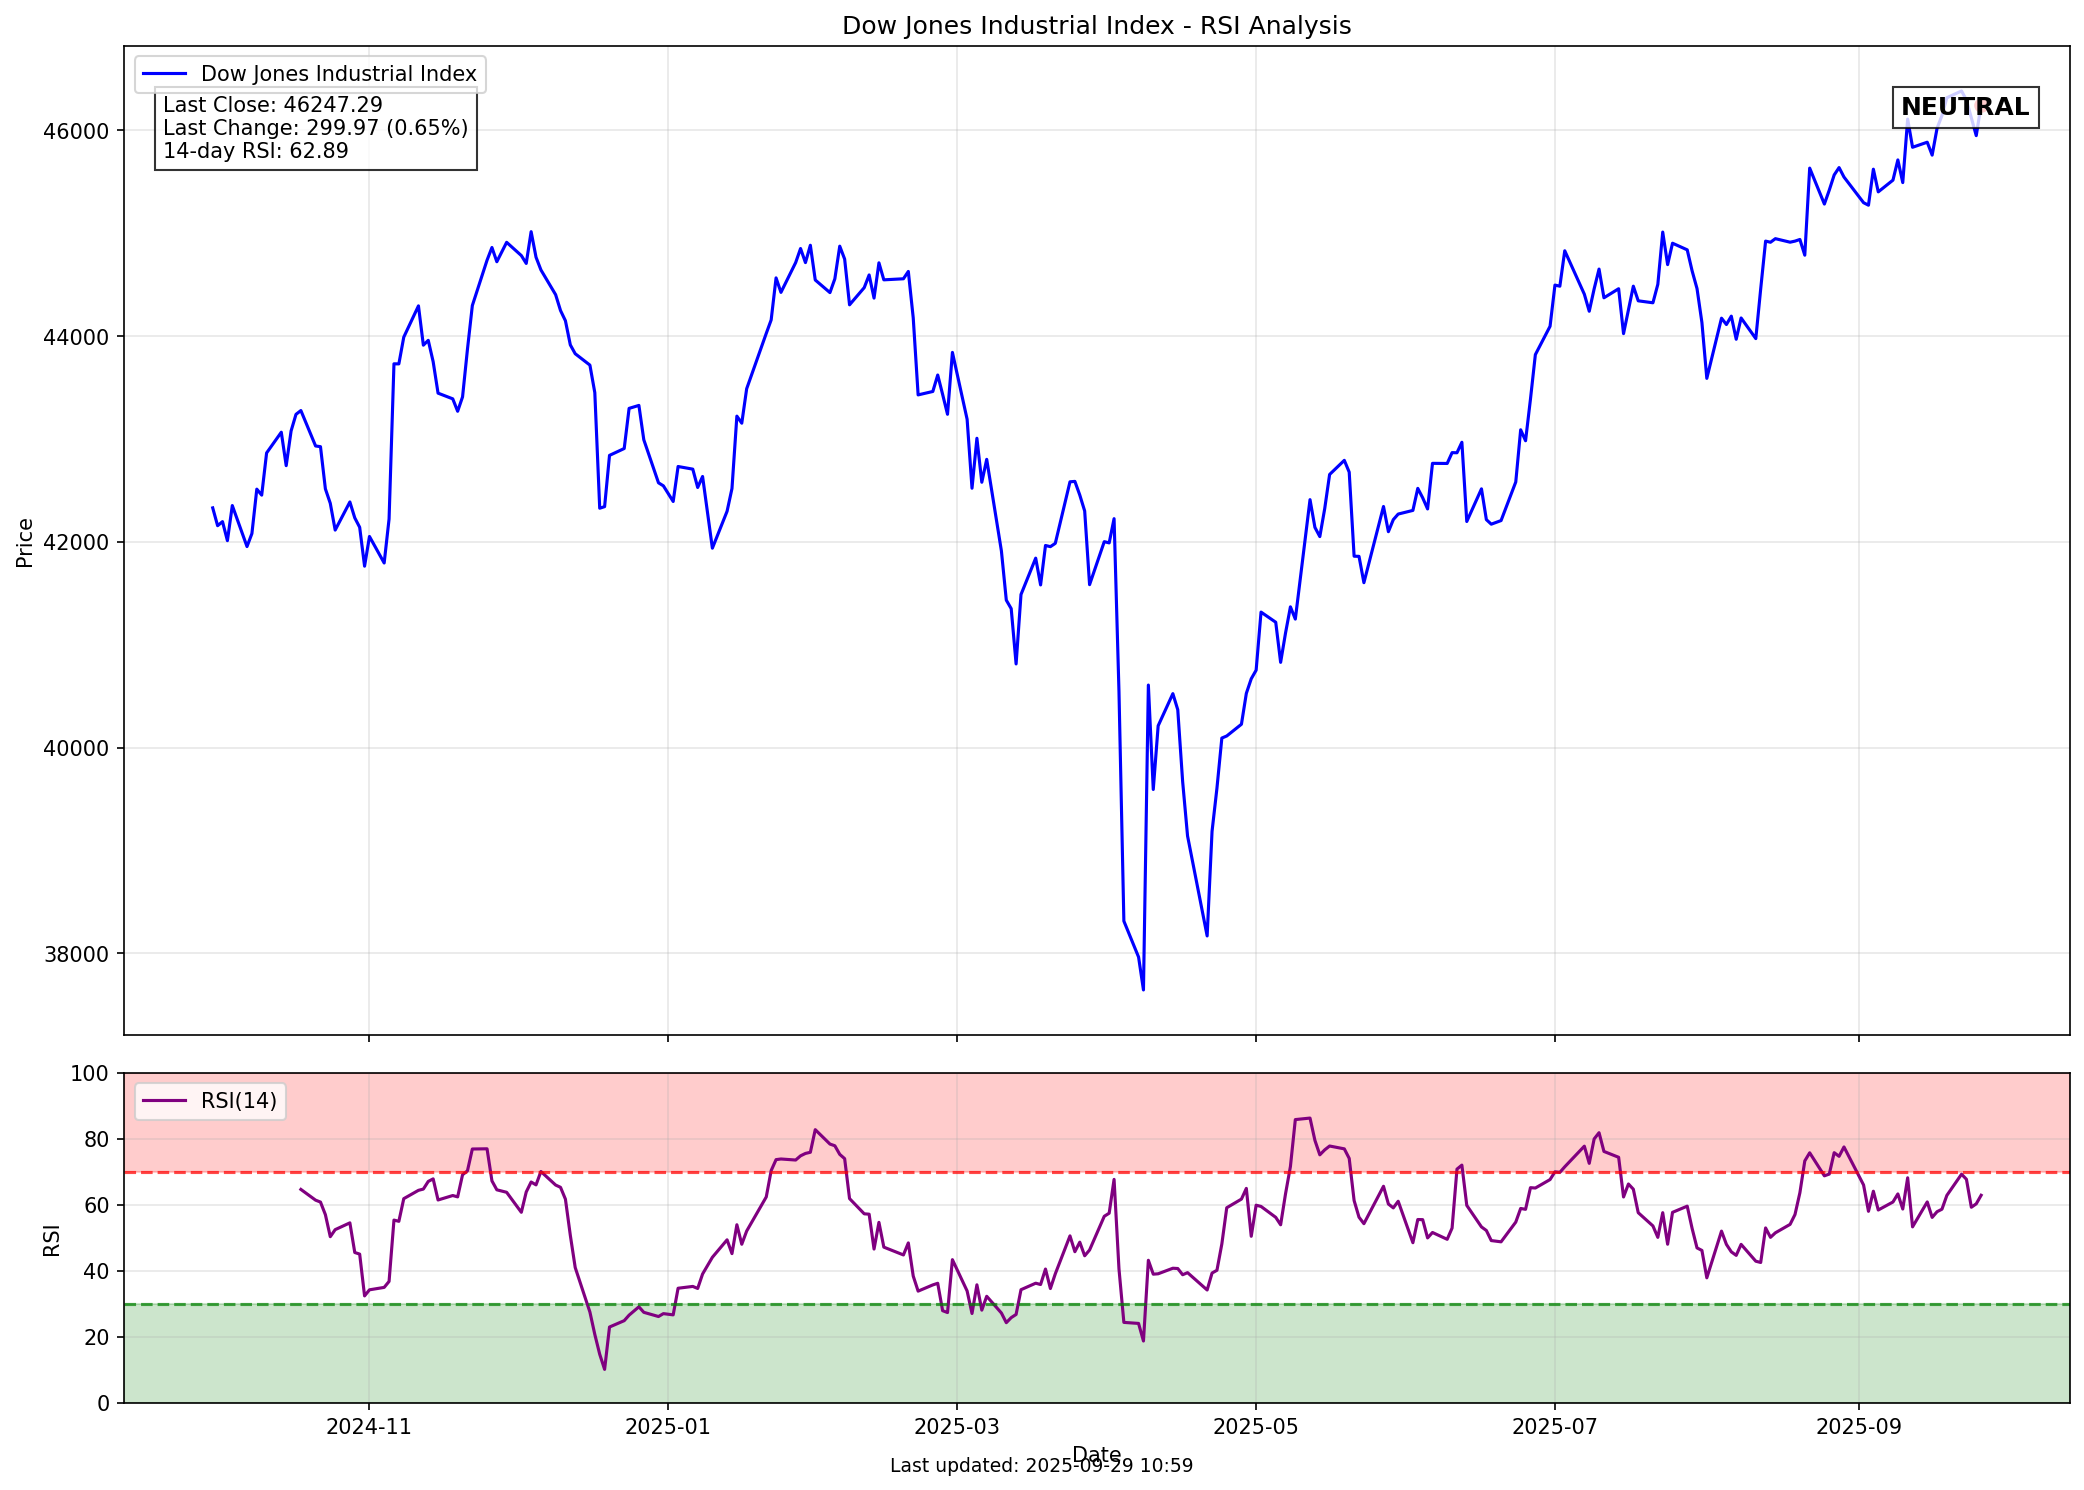 Dow Jones Industrial Index - RSI Analysis
Dow Jones Industrial Index
Last Close: 46247.29
Last Change: 299.97 (0.65%)
14-day RSI: 62.89
NEUTRAL
46000
44000
42000
40000
38000
Price
RSI(14)
100
80
60
40
20
0
RSI
2024-11
2025-01
2025-03
2025-05
2025-07
2025-09
Date
Last updated: 2025-09-29 10:59